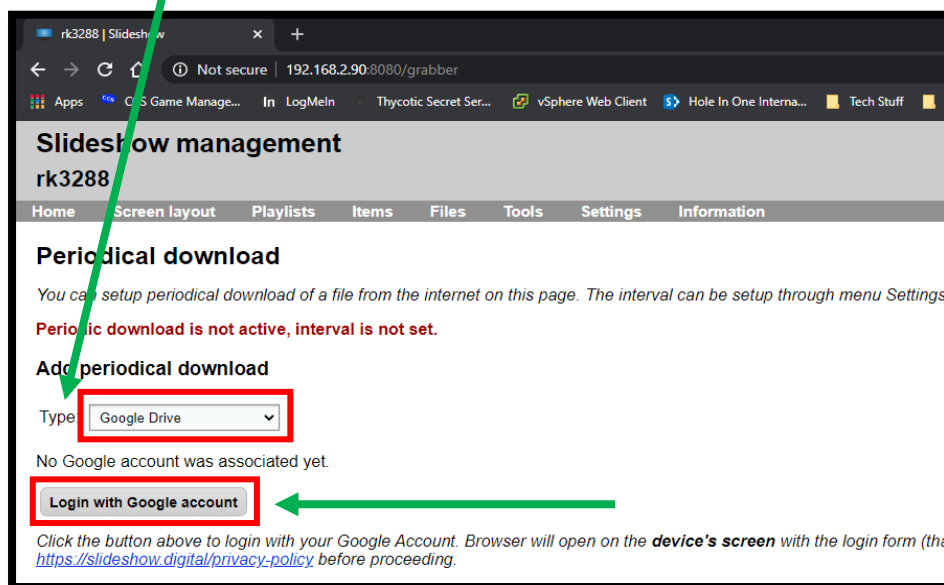 rk3288 | Slideshow
Not secure | 192.168.2.90:8080/grabber
Apps CCS Game Manage... In LogMeIn Thycotic Secret Ser... vSphere Web Client Hole In One Interna... Tech Stuff
Slideshow management
rk3288
Home Screen layout Playlists Items Files Tools Settings Information
Periodical download
You can setup periodical download of a file from the internet on this page. The interval can be setup through menu Settings
Periodic download is not active, interval is not set.
Add periodical download
Type: Google Drive
No Google account was associated yet.
Login with Google account
Click the button above to login with your Google Account. Browser will open on the device's screen with the login form (tha
https://slideshow.digital/privacy-policy before proceeding.